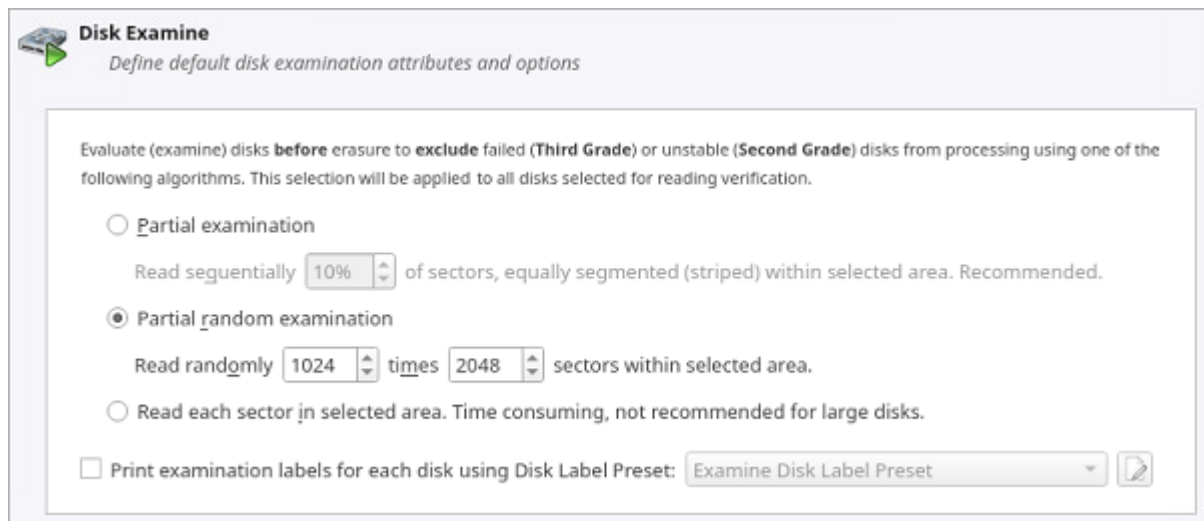 Disk Examine
Define default disk examination attributes and options
Evaluate (examine) disks before erasure to exclude failed (Third Grade) or unstable (Second Grade) disks from processing using one of the
following algorithms. This selection will be applied to all disks selected for reading verification.
Partial examination
Read sequentially 10% of sectors, equally segmented (striped) within selected area. Recommended.
Partial random examination
Read randomly 1024 times 2048 sectors within selected area.
Read each sector in selected area. Time consuming, not recommended for large disks.
Print examination labels for each disk using Disk Label Preset: Examine Disk Label Preset